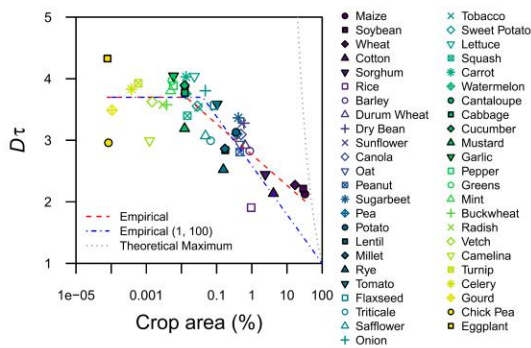 Dτ
5
4
3
2
1
1e−05
0.001
0.1
1
10
100
Crop area (%)
Empirical
Empirical (1, 100)
Theoretical Maximum
Maize
Soybean
Wheat
Cotton
Sorghum
Rice
Barley
Durum Wheat
Dry Bean
Sunflower
Canola
Oat
Peanut
Sugarbeet
Pea
Potato
Lentil
Millet
Rye
Tomato
Flaxseed
Triticale
Safflower
Onion
Tobacco
Sweet Potato
Lettuce
Squash
Carrot
Watermelon
Cantaloupe
Cabbage
Cucumber
Mustard
Garlic
Pepper
Greens
Mint
Buckwheat
Radish
Vetch
Camelina
Turnip
Celery
Gourd
Chick Pea
Eggplant